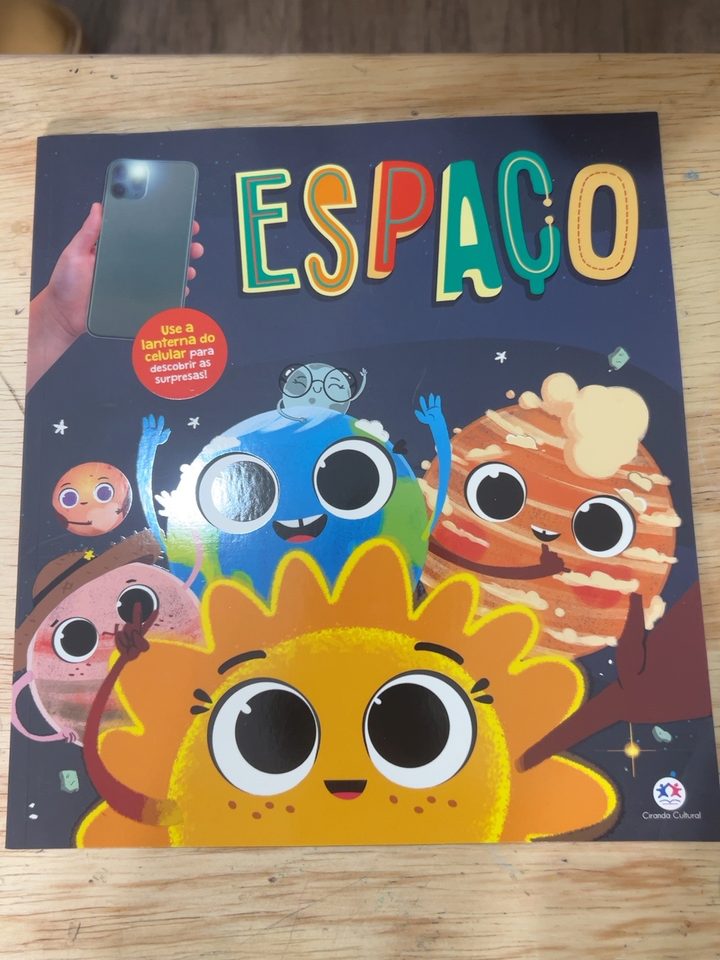 ESPAÇO
Use a
lanterna do
celular para
descobrir as
surpresas!
Ciranda Cultural